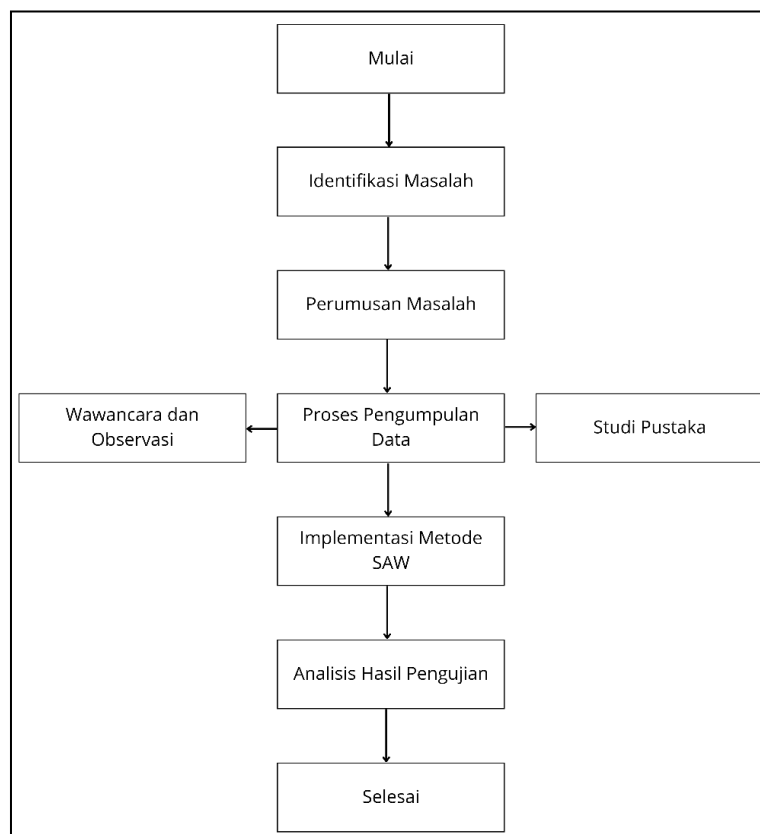 Mulai
Identifikasi Masalah
Perumusan Masalah
Wawancara dan
Observasi
Proses Pengumpulan
Data
Studi Pustaka
Implementasi Metode
SAW
Analisis Hasil Pengujian
Selesai